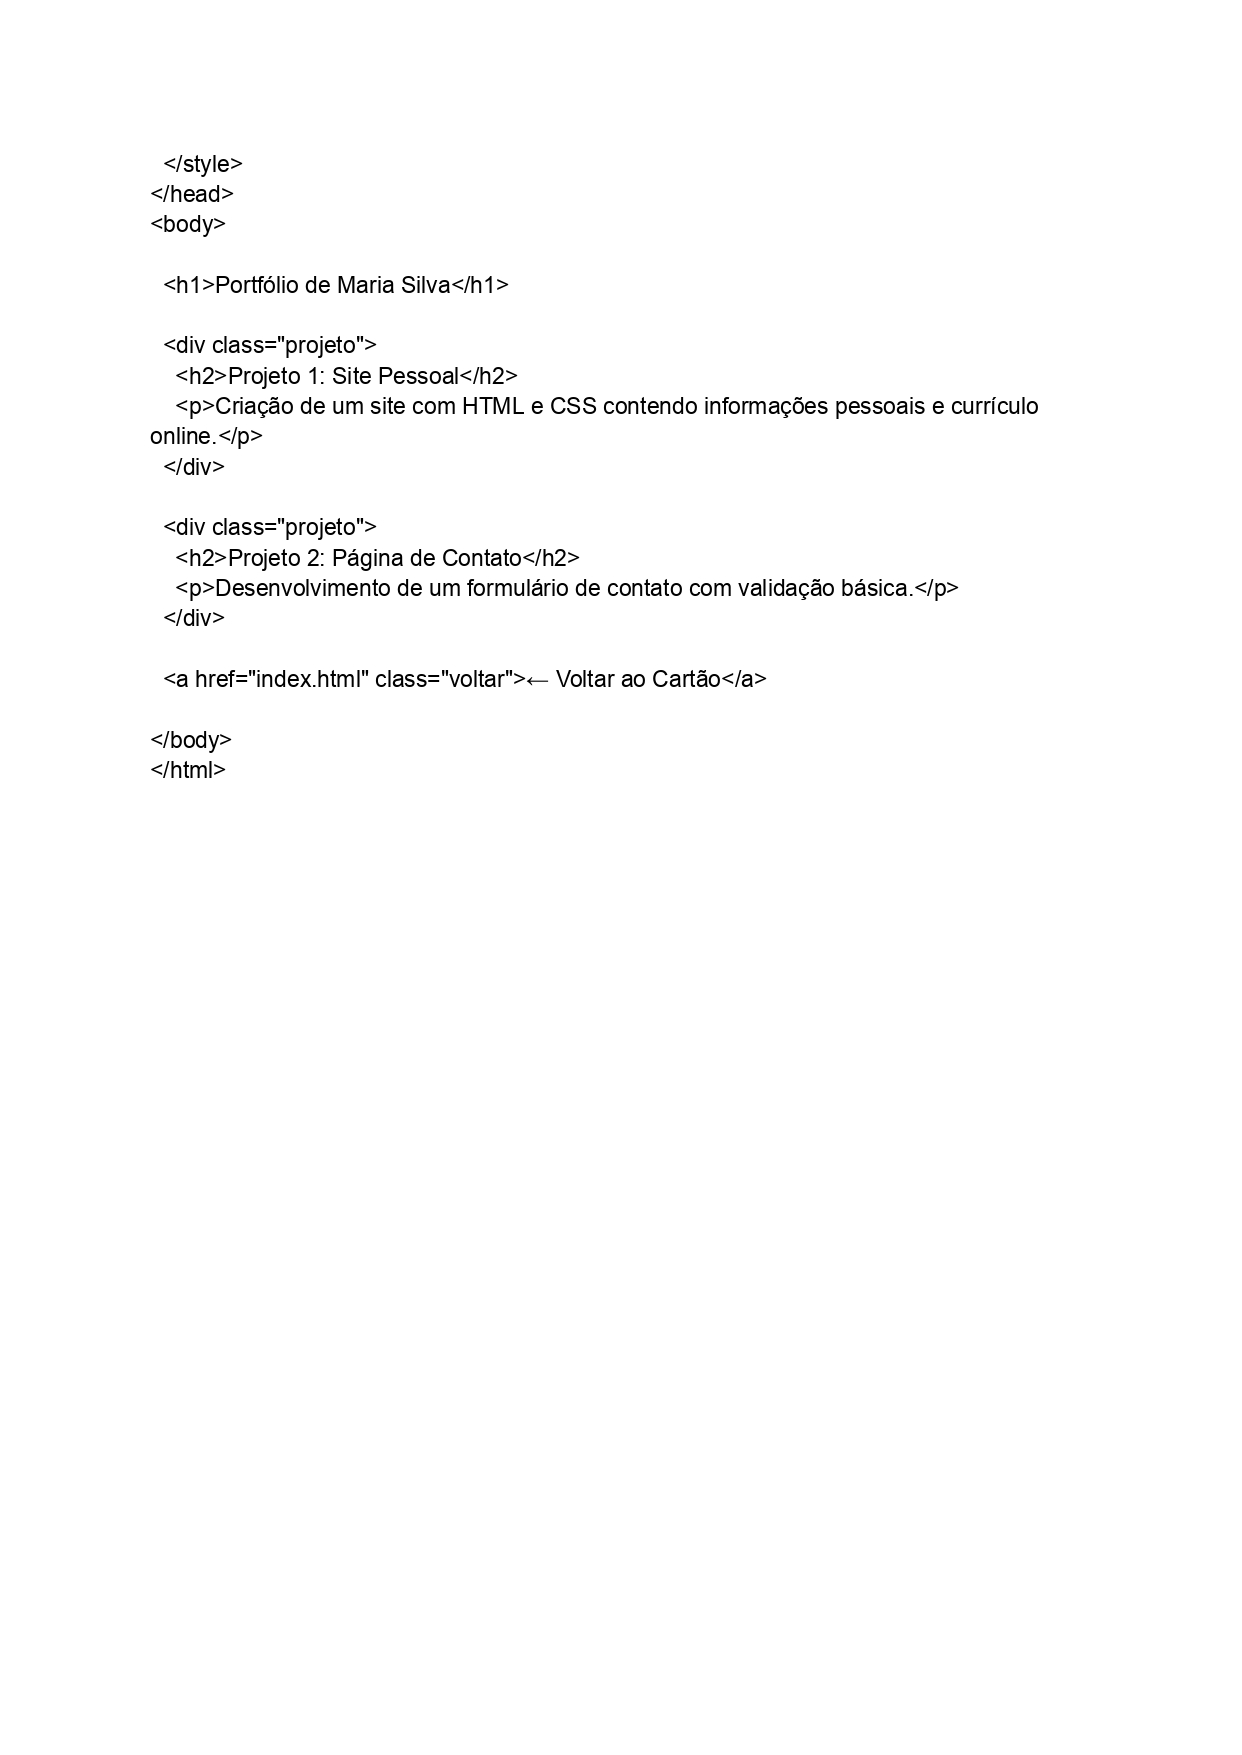 </style>
</head>
<body>
<h1>Portfólio de Maria Silva</h1>
<div class="projeto">
<h2>Projeto 1: Site Pessoal</h2>
<p>Criação de um site com HTML e CSS contendo informações pessoais e currículo
online.</p>
</div>
<div class="projeto">
<h2>Projeto 2: Página de Contato</h2>
<p>Desenvolvimento de um formulário de contato com validação básica.</p>
</div>
<a href="index.html" class="voltar">← Voltar ao Cartão</a>
</body>
</html>